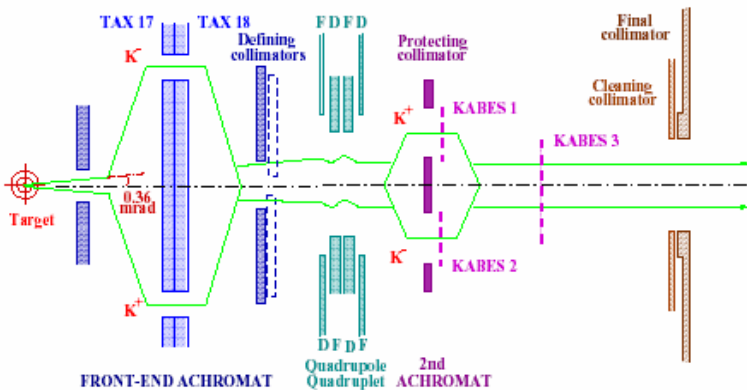 TAX 17 TAX 18
K-
Defining
collimators
F D F D
Protecting
collimator
K+
KABES 1
KABES 3
Final
collimator
Cleaning
collimator
Target
0.36
mrad
K+
K-
KABES 2
D F D F
FRONT-END ACHROMAT
Quadrupole
Quadruplet
2nd
ACHROMAT